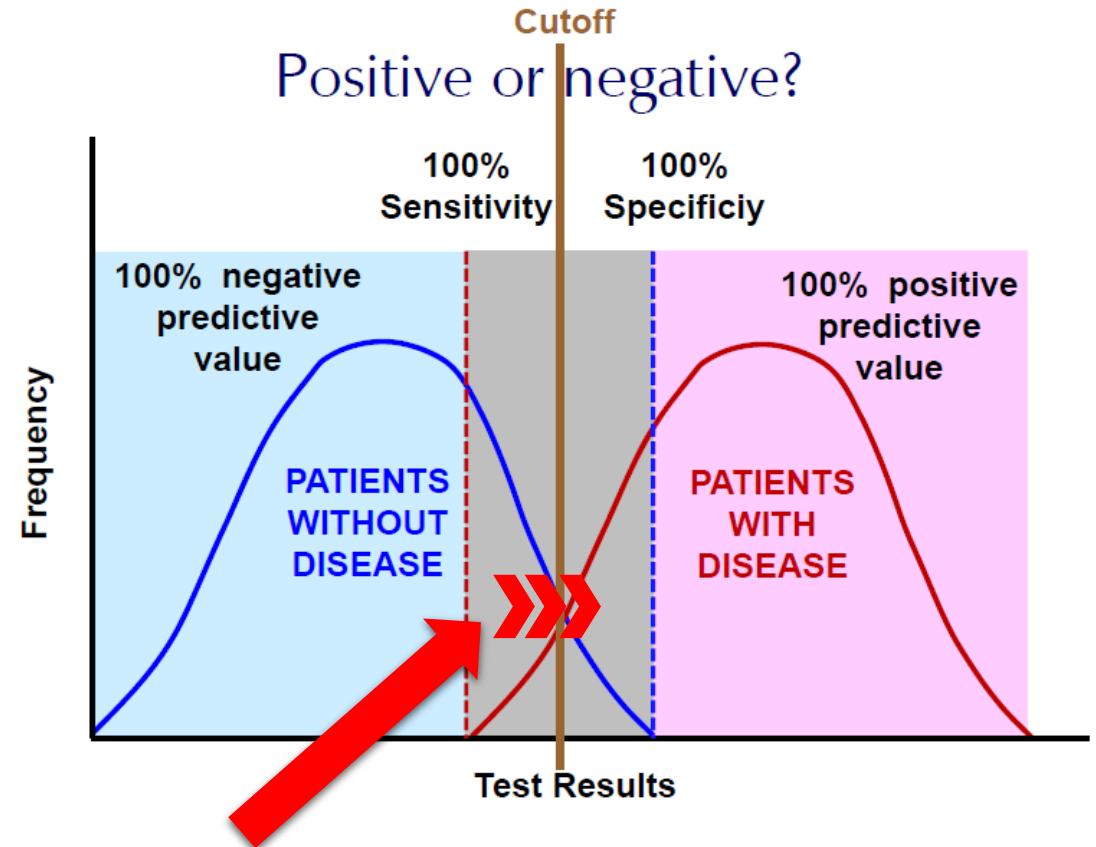 Cutoff
Positive or negative?
100%
Sensitivity
100%
Specificiy
100% negative
predictive
value
100% positive
predictive
value
Frequency
PATIENTS
WITHOUT
DISEASE
PATIENTS
WITH
DISEASE
Test Results